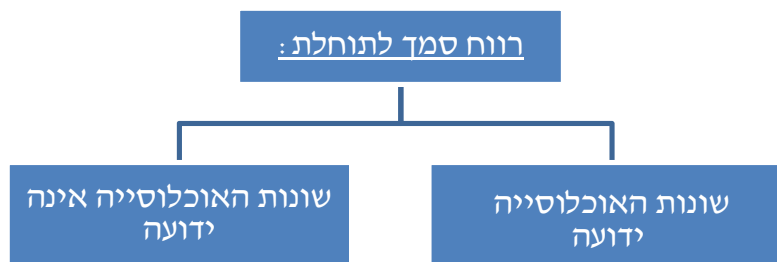 רווח סמך לתוחלת :
שונות האוכלוסייה
ידועה
שונות האוכלוסייה אינה
ידועה